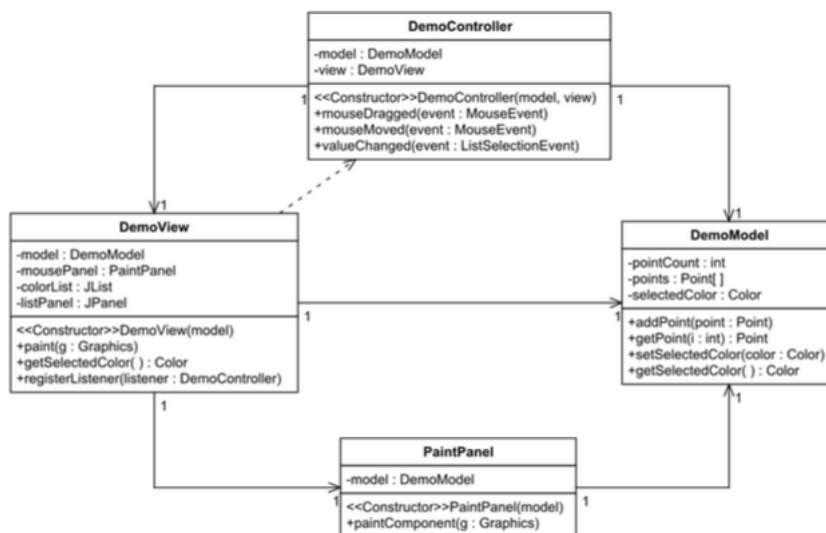 DemoController
-model : DemoModel
-view : DemoView
<<Constructor>>DemoController(model, view)
+mouseDragged(event : MouseEvent)
+mouseMoved(event : MouseEvent)
+valueChanged(event : ListSelectionEvent)
1
1
1
1
DemoView
-model : DemoModel
-mousePanel : PaintPanel
-colorList : JList
-listPanel : JPanel
<<Constructor>>DemoView(model)
+paint(g : Graphics)
+getSelectedColor( ) : Color
+registerListener(listener : DemoController)
1
1
DemoModel
-pointCount : int
-points : Point[ ]
-selectedColor : Color
+addPoint(point : Point)
+getPoint(i : int) : Point
+setSelectedColor(color : Color)
+getSelectedColor( ) : Color
1
1
PaintPanel
-model : DemoModel
<<Constructor>>PaintPanel(model)
+paintComponent(g : Graphics)
1
1